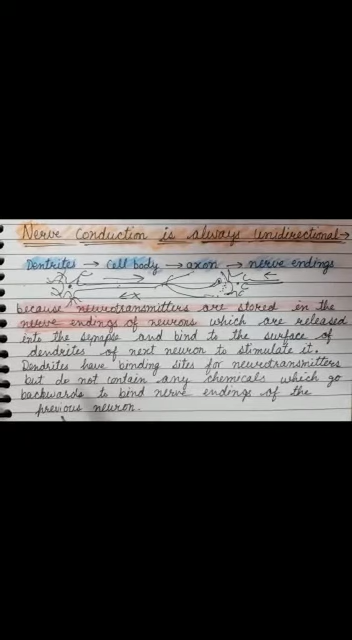 Nerve Conduction is always Unidirectional→
Dentrites → cell body → axon → nerve endings
←x
because neurotransmitters are stored in the
nerve endings of neurons which are released
into the synapse and bind to the surface of
dendrites of next neuron to stimulate it.
Dendrites have binding sites for neurotransmitters
but do not contain any chemicals which go
backwards to bind nerve endings of the
previous neuron.